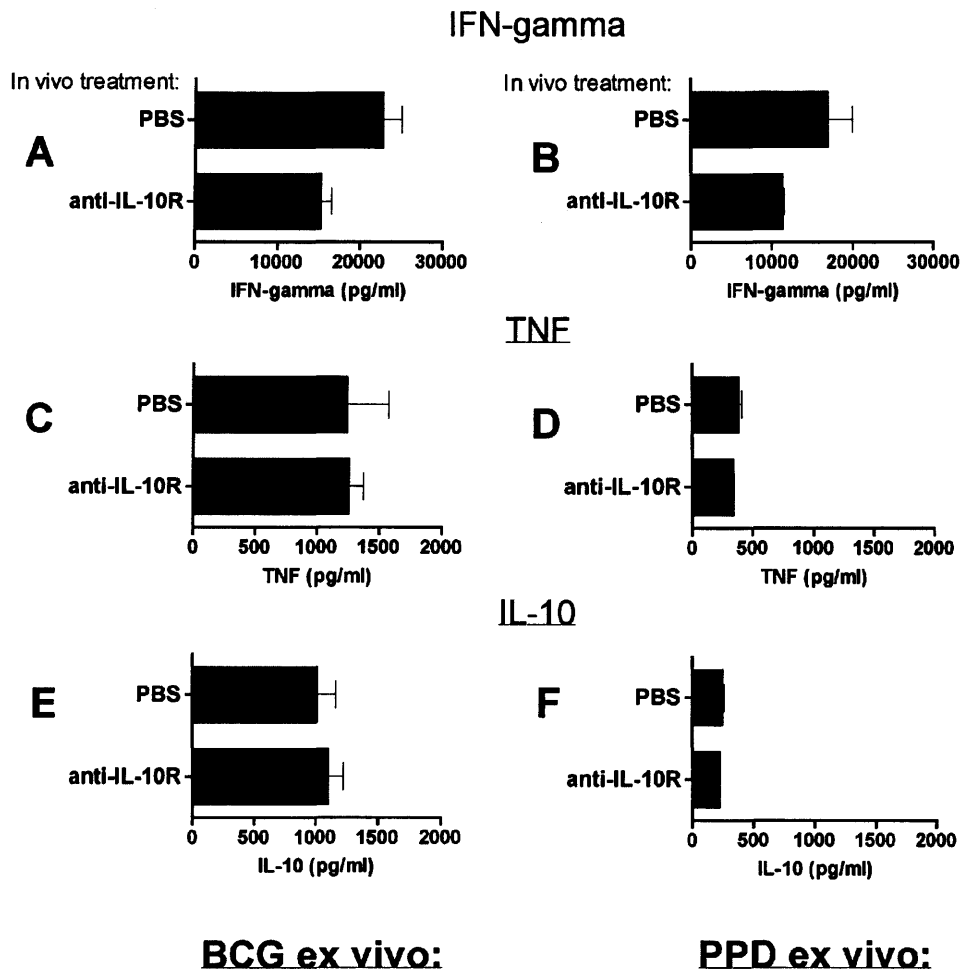 IFN-gamma
In vivo treatment:
A
PBS
anti-IL-10R
0 10000 20000 30000
IFN-gamma (pg/ml)
In vivo treatment:
B
PBS
anti-IL-10R
0 10000 20000 30000
IFN-gamma (pg/ml)
TNF
C
PBS
anti-IL-10R
0 500 1000 1500 2000
TNF (pg/ml)
D
PBS
anti-IL-10R
0 500 1000 1500 2000
TNF (pg/ml)
IL-10
E
PBS
anti-IL-10R
0 500 1000 1500 2000
IL-10 (pg/ml)
F
PBS
anti-IL-10R
0 500 1000 1500 2000
IL-10 (pg/ml)
BCG ex vivo:
PPD ex vivo: